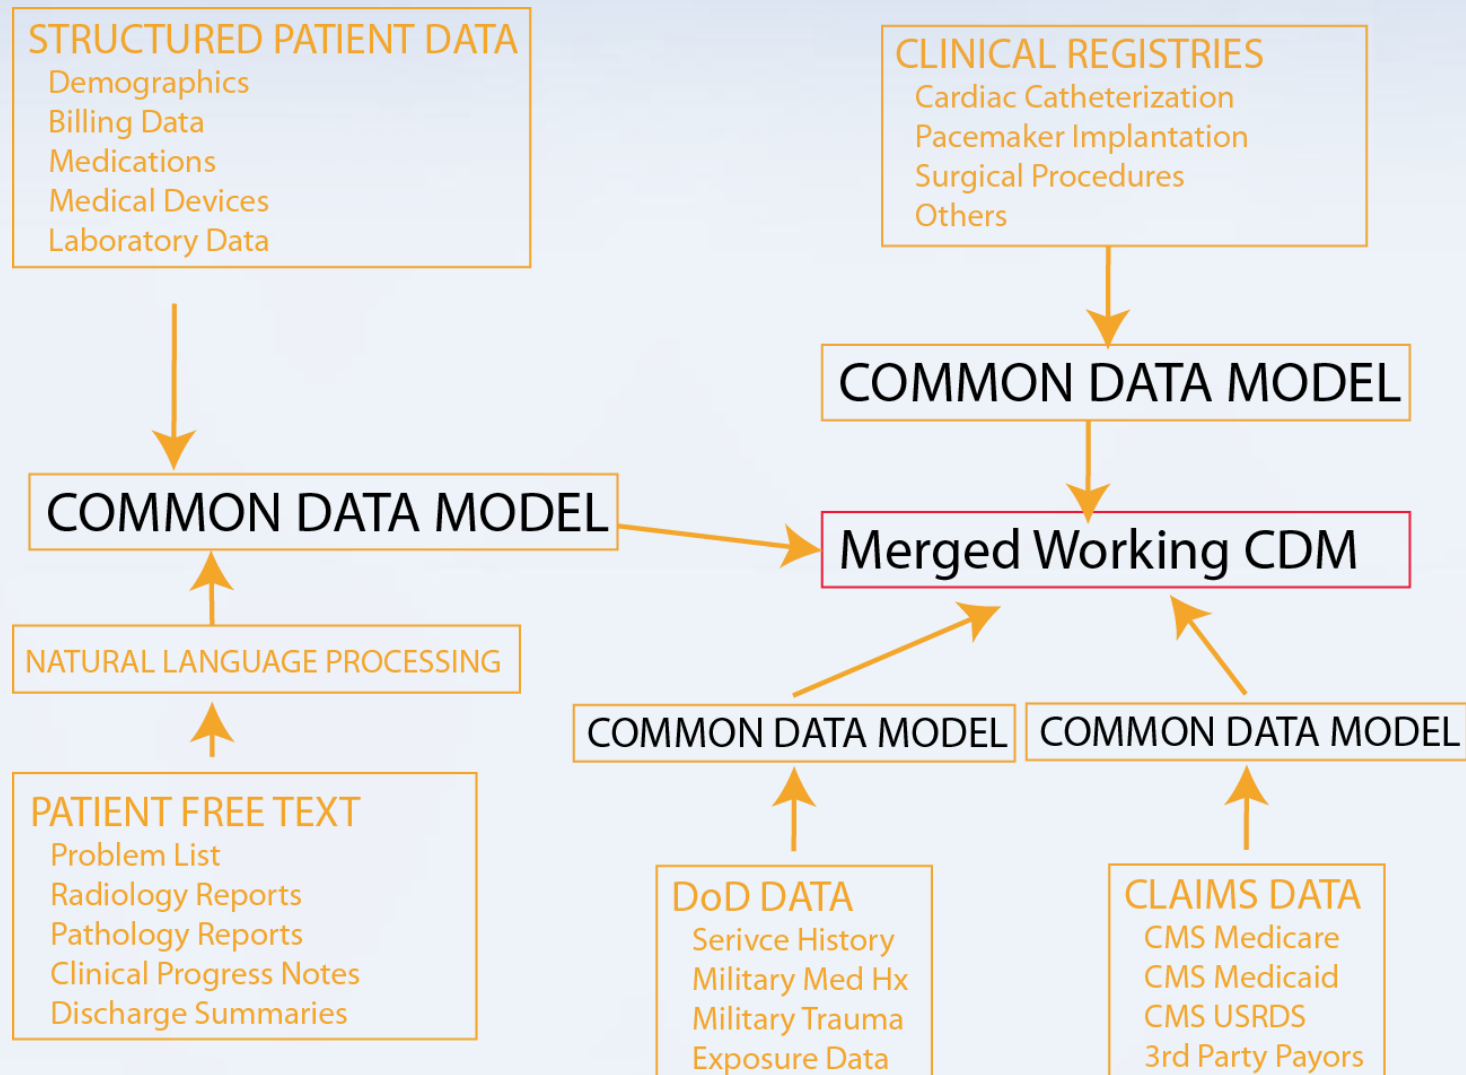 STRUCTURED PATIENT DATA
Demographics
Billing Data
Medications
Medical Devices
Laboratory Data
CLINICAL REGISTRIES
Cardiac Catheterization
Pacemaker Implantation
Surgical Procedures
Others
COMMON DATA MODEL
COMMON DATA MODEL
Merged Working CDM
NATURAL LANGUAGE PROCESSING
COMMON DATA MODEL
COMMON DATA MODEL
PATIENT FREE TEXT
Problem List
Radiology Reports
Pathology Reports
Clinical Progress Notes
Discharge Summaries
DoD DATA
Serivce History
Military Med Hx
Military Trauma
Exposure Data
CLAIMS DATA
CMS Medicare
CMS Medicaid
CMS USRDS
3rd Party Payors